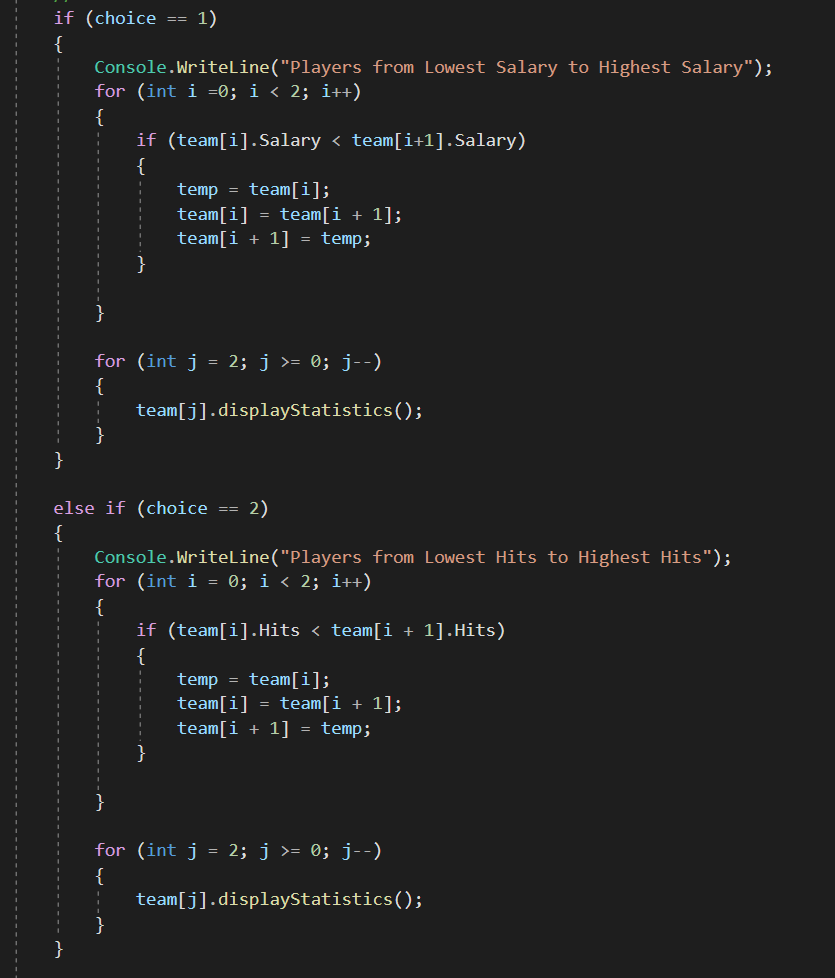 if (choice == 1)
{
Console.WriteLine("Players from Lowest Salary to Highest Salary");
for (int i =0; i < 2; i++)
{
if (team[i].Salary < team[i+1].Salary)
{
temp = team[i];
team[i] = team[i + 1];
team[i + 1] = temp;
}
}
for (int j = 2; j >= 0; j--)
{
team[j].displayStatistics();
}
}
else if (choice == 2)
{
Console.WriteLine("Players from Lowest Hits to Highest Hits");
for (int i = 0; i < 2; i++)
{
if (team[i].Hits < team[i + 1].Hits)
{
temp = team[i];
team[i] = team[i + 1];
team[i + 1] = temp;
}
}
for (int j = 2; j >= 0; j--)
{
team[j].displayStatistics();
}
}